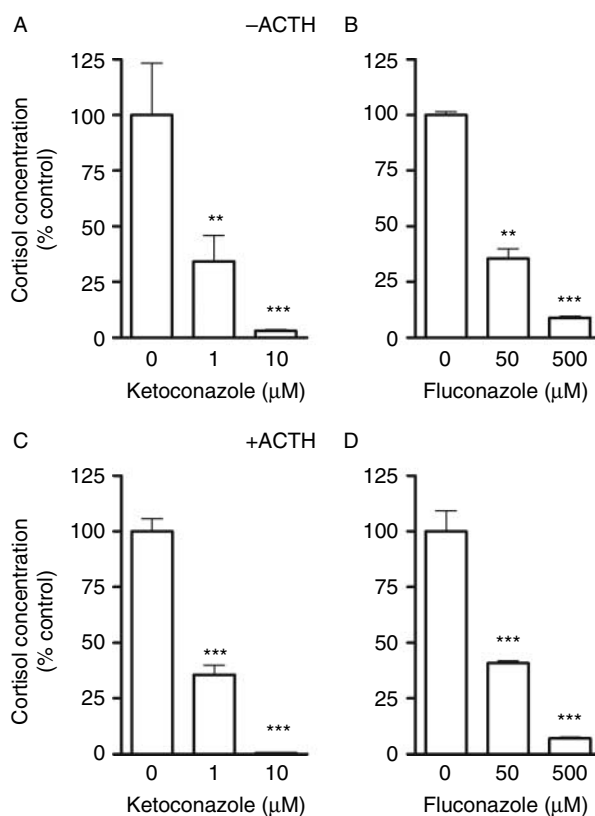 A –ACTH B
Cortisol concentration
(% control)
125
100
75
50
25
0
**
***
0 1 10
Ketoconazole (μM)
125
100
75
50
25
0
**
***
0 50 500
Fluconazole (μM)
C +ACTH D
Cortisol concentration
(% control)
125
100
75
50
25
0
***
***
0 1 10
Ketoconazole (μM)
125
100
75
50
25
0
***
***
0 50 500
Fluconazole (μM)